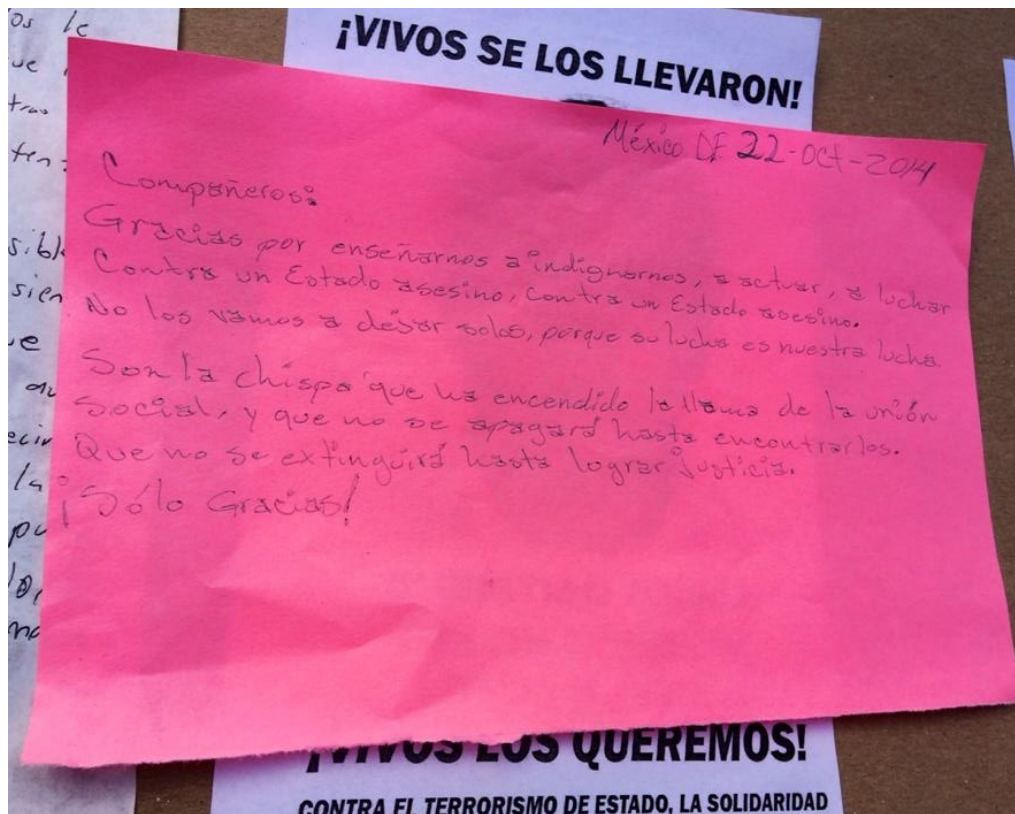 ¡VIVOS SE LOS LLEVARON!
México DF 22-Oct-2014
Compañeros:
Gracias por enseñarnos a indignarnos, a actuar, a luchar
Contra un Estado asesino, contra un Estado asesino.
No los vamos a dejar solos, porque su lucha es nuestra lucha.
Son la chispa que ha encendido la llama de la unión
Social, y que no se apagará hasta encontrarlos.
Que no se extinguirá hasta lograr justicia.
¡Sólo Gracias!
¡VIVOS LOS QUEREMOS!
CONTRA EL TERRORISMO DE ESTADO, LA SOLIDARIDAD